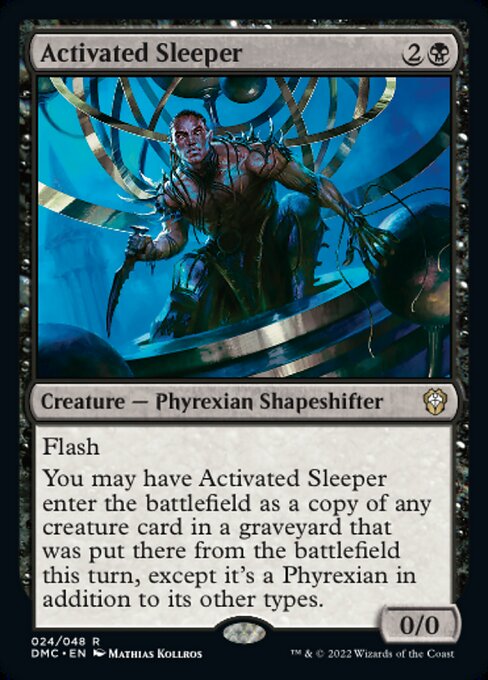 Activated Sleeper 2
Creature — Phyrexian Shapeshifter
Flash
You may have Activated Sleeper
enter the battlefield as a copy of any
creature card in a graveyard that
was put there from the battlefield
this turn, except it's a Phyrexian in
addition to its other types.
0/0
024/048 R
DMC • EN Mathias Kollros
™ & © 2022 Wizards of the Coast